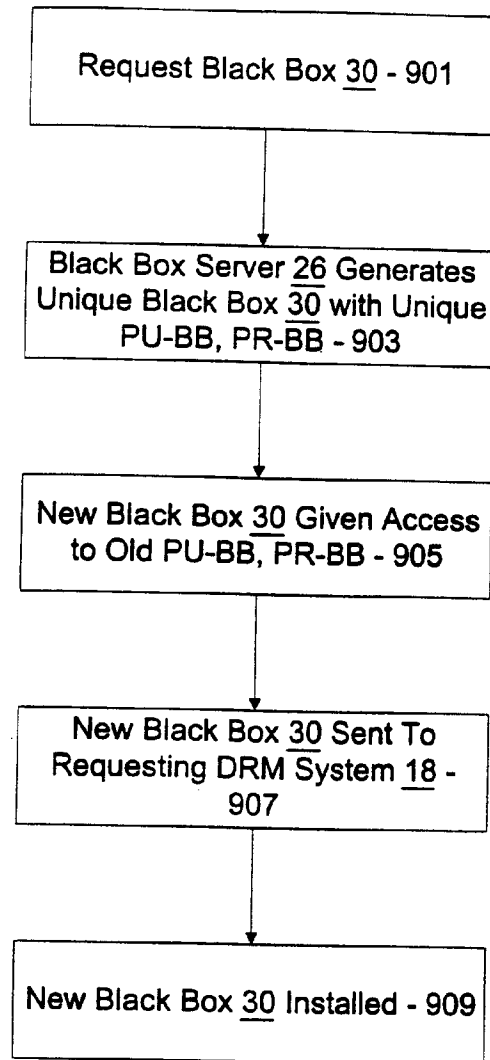 Request Black Box 30 - 901
Black Box Server 26 Generates
Unique Black Box 30 with Unique
PU-BB, PR-BB - 903
New Black Box 30 Given Access
to Old PU-BB, PR-BB - 905
New Black Box 30 Sent To
Requesting DRM System 18 -
907
New Black Box 30 Installed - 909